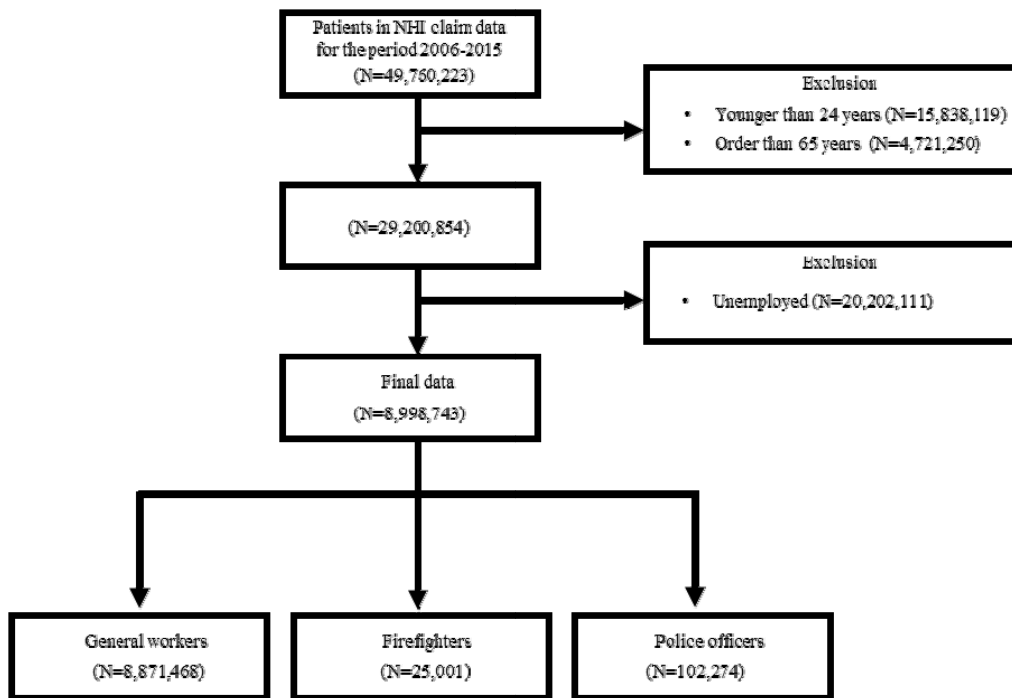 Patients in NHI claim data
for the period 2006-2015
(N=49,760,223)
Exclusion
• Younger than 24 years (N=15,838,119)
• Order than 65 years (N=4,721,250)
(N=29,200,854)
Exclusion
• Unemployed (N=20,202,111)
Final data
(N=8,998,743)
General workers
(N=8,871,468)
Firefighters
(N=25,001)
Police officers
(N=102,274)